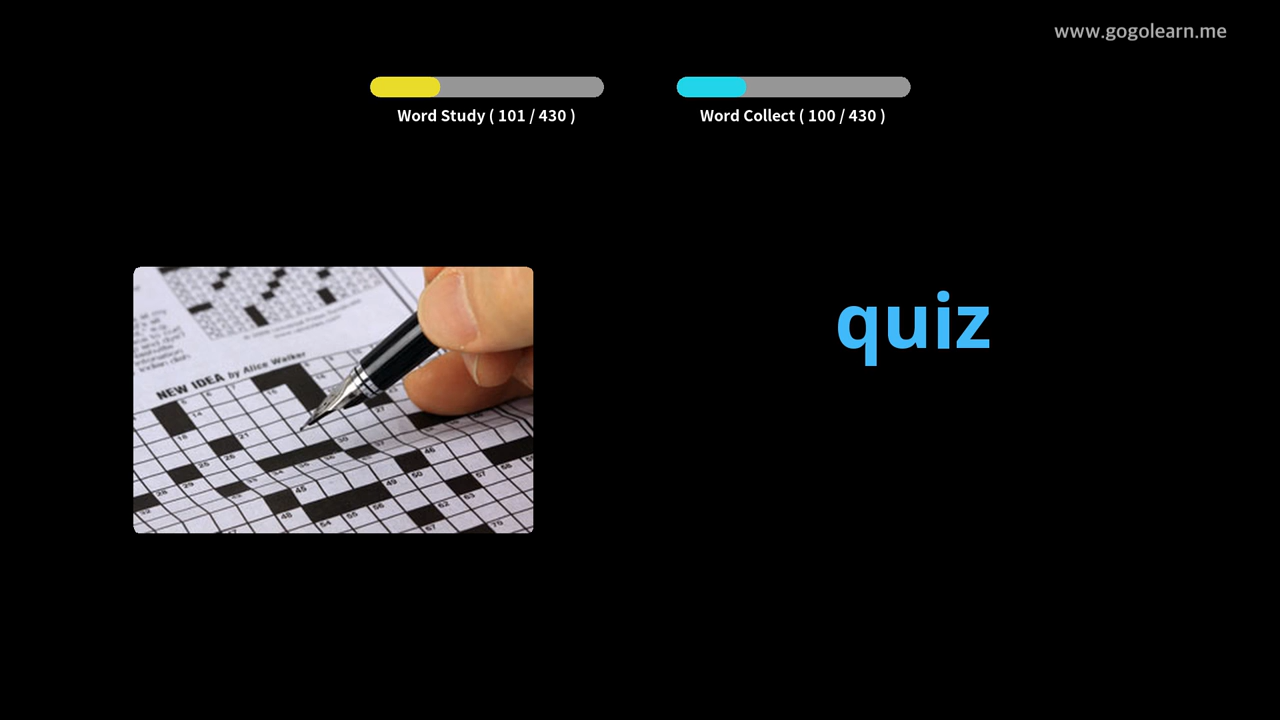 www.gogolearn.me
Word Study ( 101 / 430 )
Word Collect ( 100 / 430 )
quiz
NEW IDEA by Alice Walker